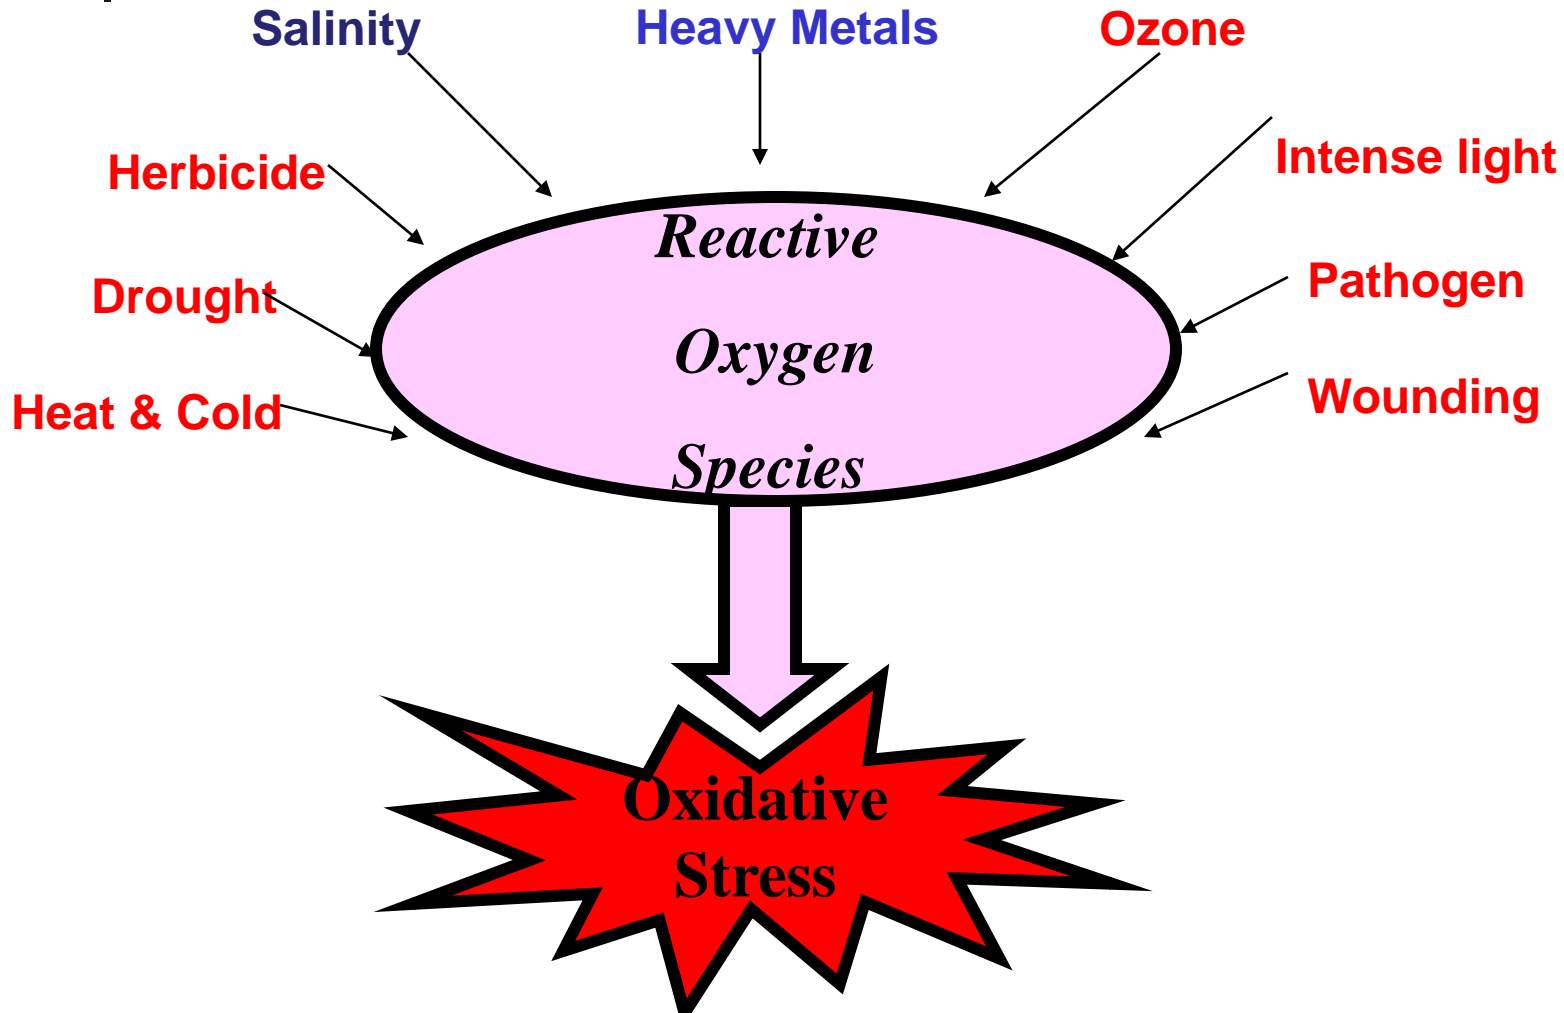 Salinity
Heavy Metals
Ozone
Herbicide
Intense light
Drought
Pathogen
Heat & Cold
Wounding
Reactive
Oxygen
Species
Oxidative
Stress